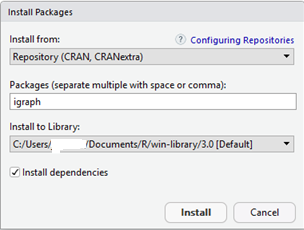 Install Packages
Install from:
? Configuring Repositories
Repository (CRAN, CRANextra)
Packages (separate multiple with space or comma):
igraph
Install to Library:
C:/Users/ /Documents/R/win-library/3.0 [Default]
Install dependencies
Install Cancel